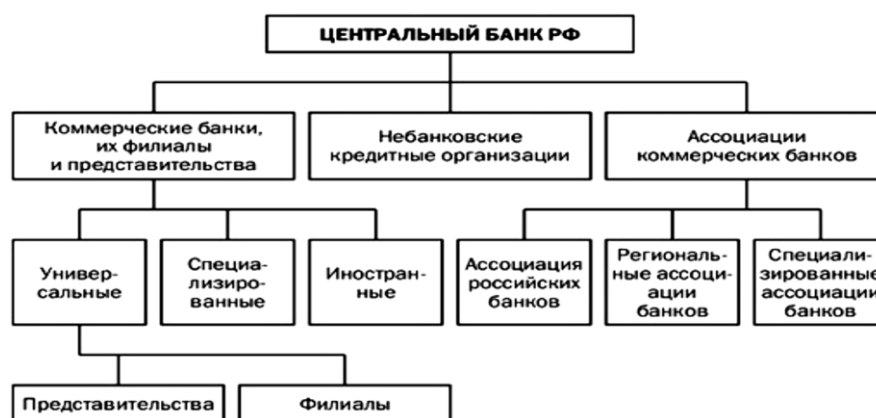 ЦЕНТРАЛЬНЫЙ БАНК РФ
Коммерческие банки,
их филиалы
и представительства
Небанковские
кредитные организации
Ассоциации
коммерческих банков
Универ-
сальные
Специа-
лизиро-
ванные
Иностран-
ные
Ассоциация
российских
банков
Региональ-
ные ассоци-
ации
банков
Специали-
зированные
ассоциации
банков
Представительства
Филиалы